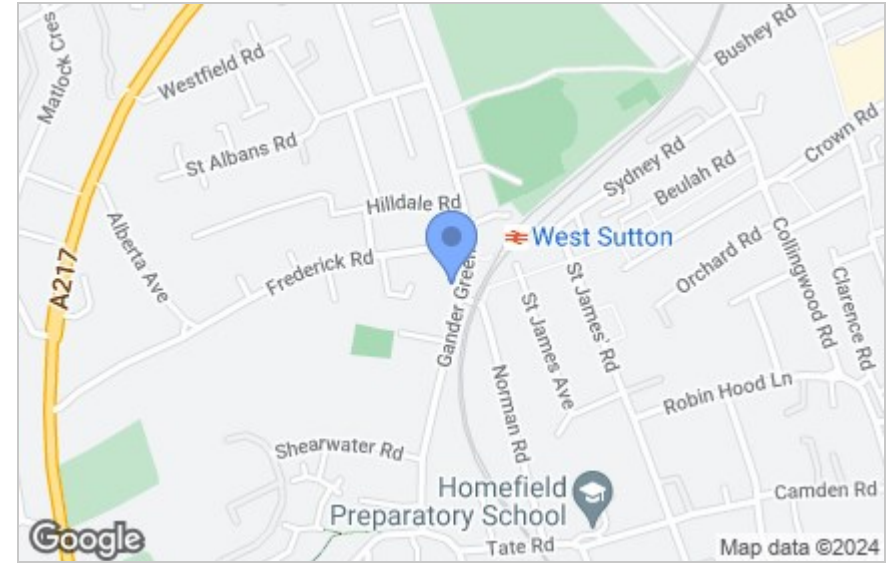 Matlock Cres
Westfield Rd
Bushey Rd
St Albans Rd
Sydney Rd
Crown Rd
Beulah Rd
Hilldale Rd
Alberta Ave
West Sutton
A217
Frederick Rd
Gander Green
Orchard Rd
Collingwood Rd
St James' Rd
St James Ave
Clarence Rd
Norman Rd
Robin Hood Ln
Shearwater Rd
Homefield
Preparatory School
Camden Rd
Tate Rd
Google
Map data ©2024